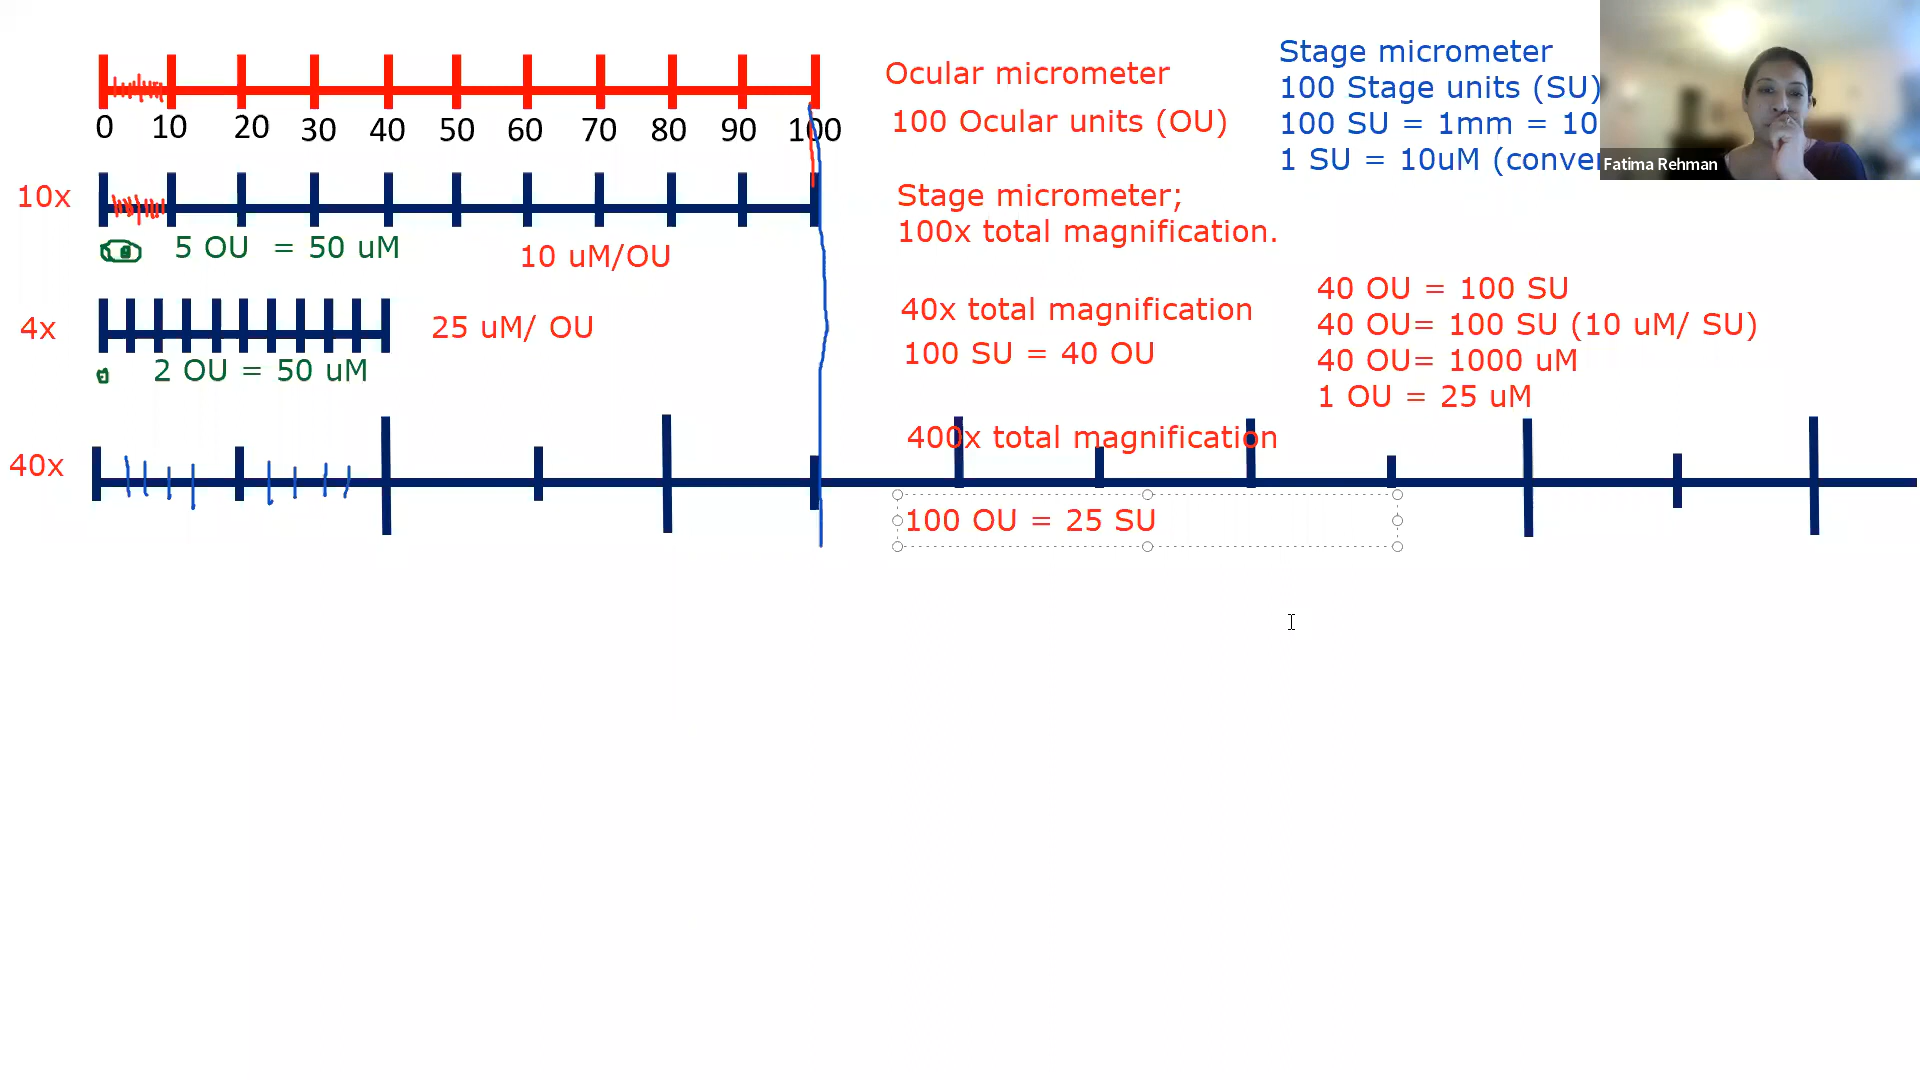 0 10 20 30 40 50 60 70 80 90 100
Ocular micrometer
100 Ocular units (OU)
Stage micrometer
100 Stage units (SU)
100 SU = 1mm = 10
1 SU = 10uM
Fatima Rehman
10x
5 OU = 50 uM
10 uM/OU
Stage micrometer;
100x total magnification.
4x
25 uM/ OU
2 OU = 50 uM
40x total magnification
100 SU = 40 OU
40 OU = 100 SU
40 OU= 100 SU (10 uM/ SU)
40 OU= 1000 uM
1 OU = 25 uM
40x
400x total magnification
100 OU = 25 SU